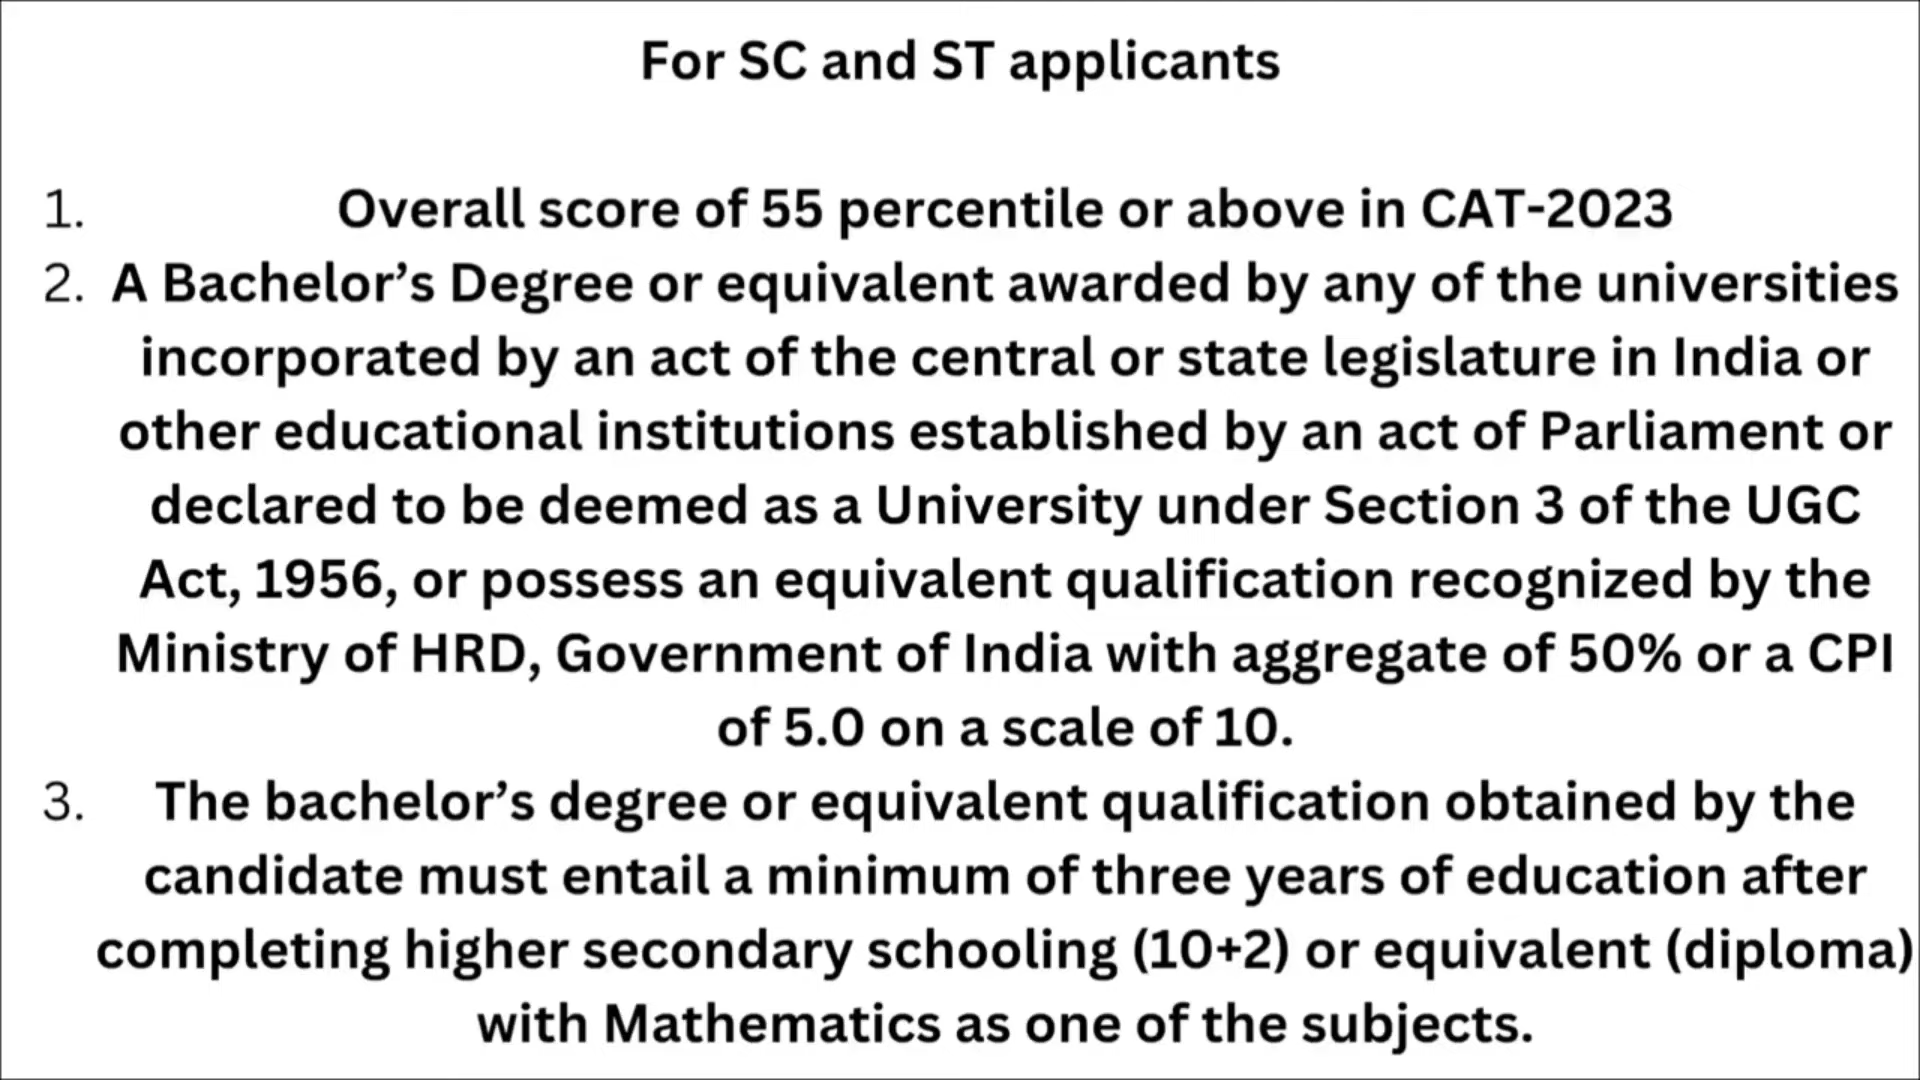 For SC and ST applicants
1. Overall score of 55 percentile or above in CAT-2023
2. A Bachelor’s Degree or equivalent awarded by any of the universities
incorporated by an act of the central or state legislature in India or
other educational institutions established by an act of Parliament or
declared to be deemed as a University under Section 3 of the UGC
Act, 1956, or possess an equivalent qualification recognized by the
Ministry of HRD, Government of India with aggregate of 50% or a CPI
of 5.0 on a scale of 10.
3. The bachelor’s degree or equivalent qualification obtained by the
candidate must entail a minimum of three years of education after
completing higher secondary schooling (10+2) or equivalent (diploma)
with Mathematics as one of the subjects.